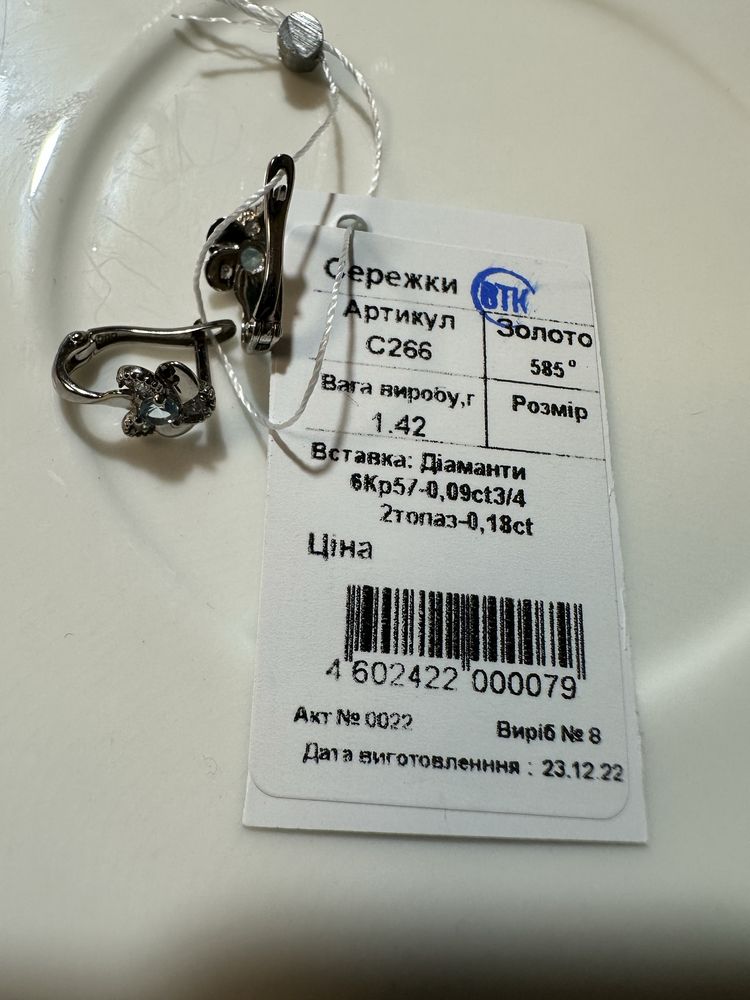 Сережки
ВТК
Артикул
С266
Золото
585°
Вага виробу,г
1.42
Розмір
Вставка: Діаманти
6Кр57-0,09ct3/4
2топаз-0,18ct
Ціна
4 602422 000079
Акт № 0022
Виріб № 8
Дата виготовленння : 23.12.22